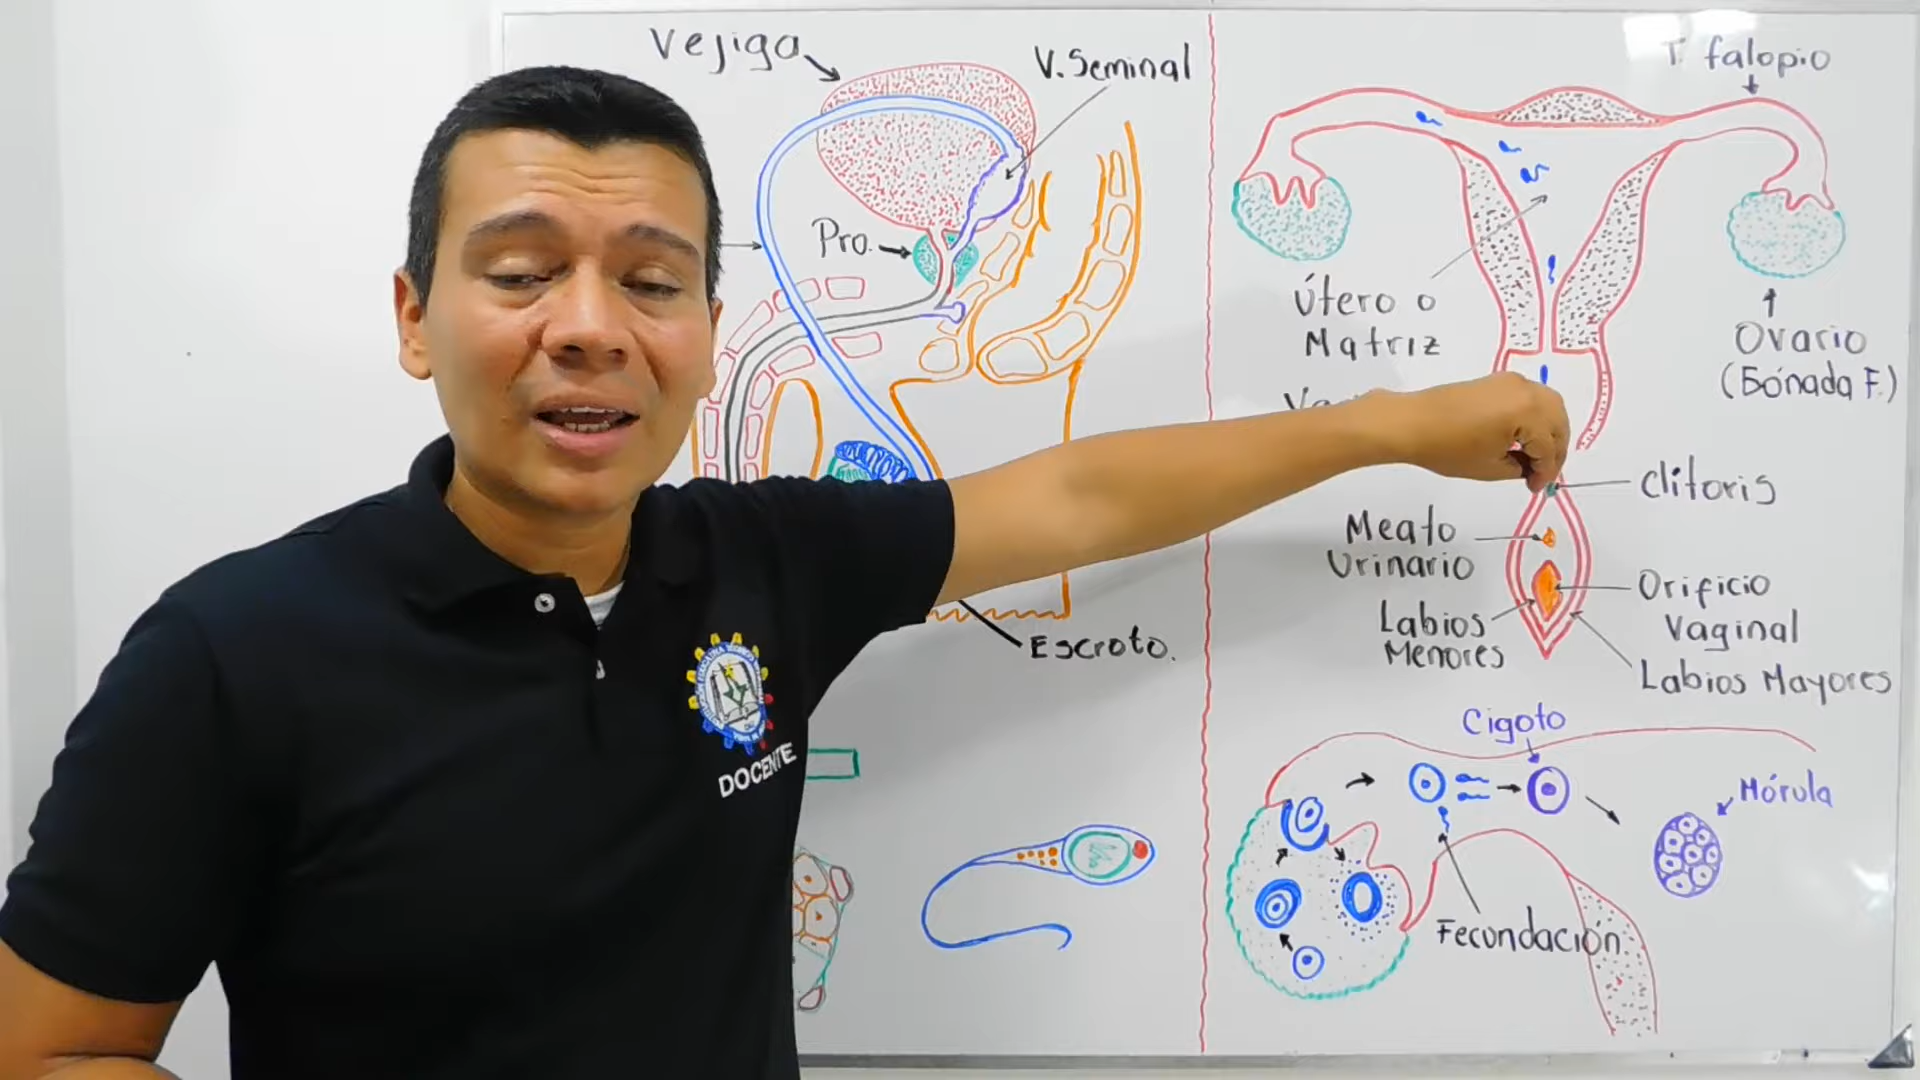 Vejiga
V. Seminal
Pro.
Escroto.
DOCENTE
T. falopio
Útero o
Matriz
Ovario
(Gónada F.)
Clítoris
Meato
Urinario
Orificio
Vaginal
Labios
Menores
Labios Mayores
Cigoto
Mórula
Fecundación